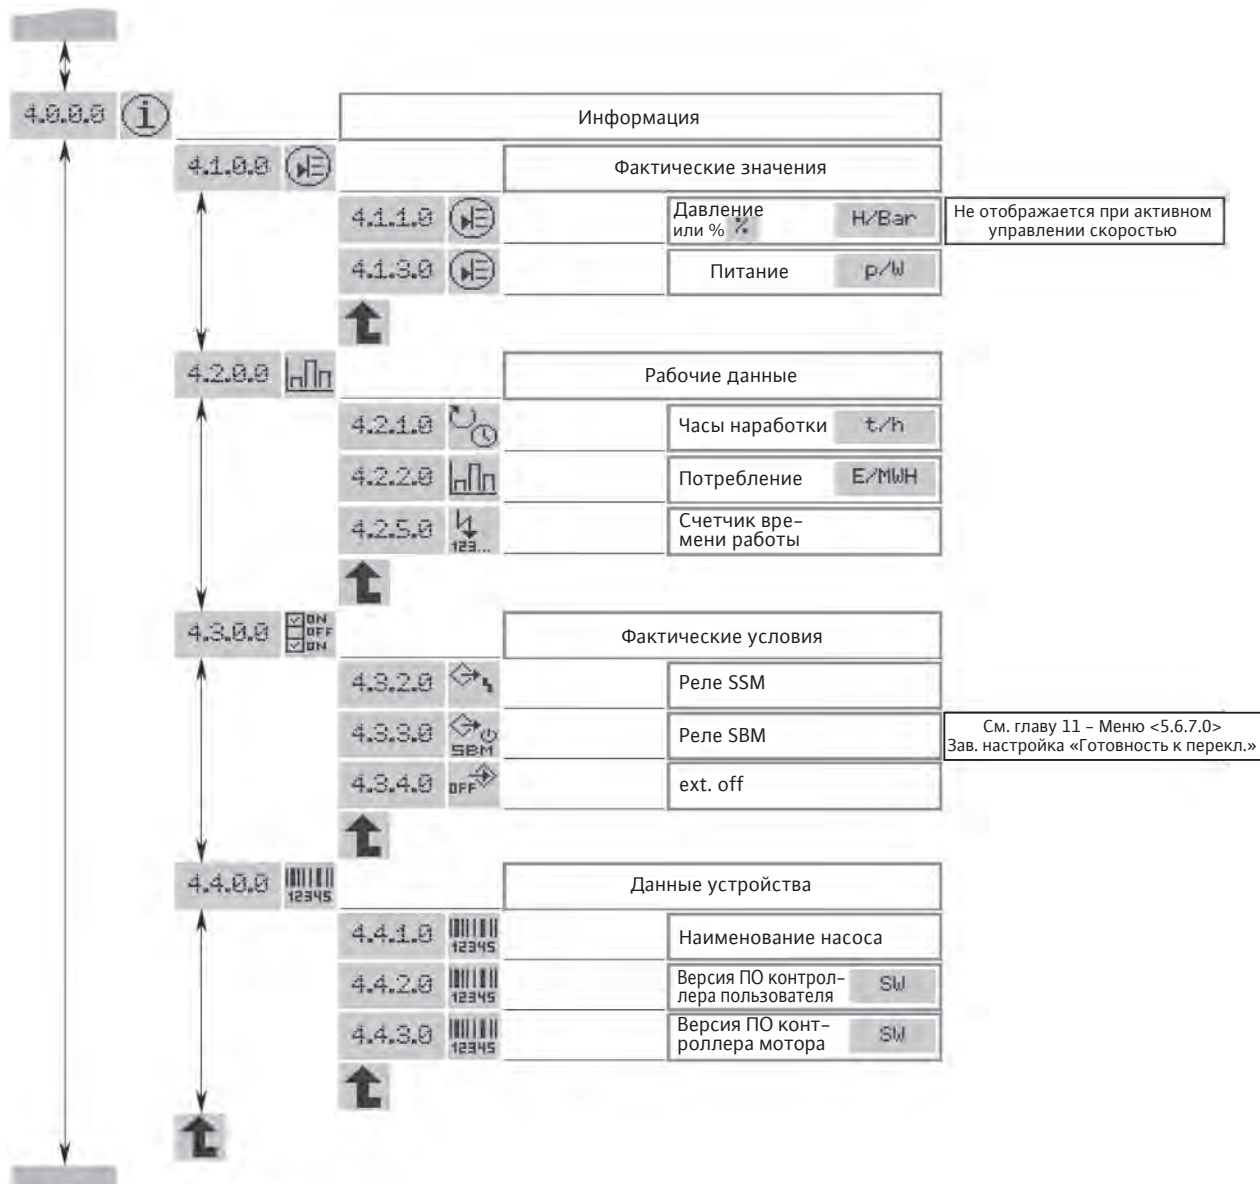 4.0.0.0 i Информация
4.1.0.0 Фактические значения
4.1.1.0 Давление
или % % H/Bar
Не отображается при активном
управлении скоростью
4.1.3.0 Питание p/W
4.2.0.0 Рабочие данные
4.2.1.0 Часы наработки t/h
4.2.2.0 Потребление E/MWH
4.2.5.0 123... Счетчик вре-
мени работы
4.3.0.0 ON
OFF
ON
Фактические условия
4.3.2.0 Реле SSM
4.3.3.0 SBM Реле SBM
См. главу 11 – Меню <5.6.7.0>
Зав. настройка «Готовность к перекл.»
4.3.4.0 OFF ext. off
4.4.0.0 12345 Данные устройства
4.4.1.0 12345 Наименование насоса
4.4.2.0 12345 Версия ПО контрол-
лера пользователя SW
4.4.3.0 12345 Версия ПО конт-
роллера мотора SW